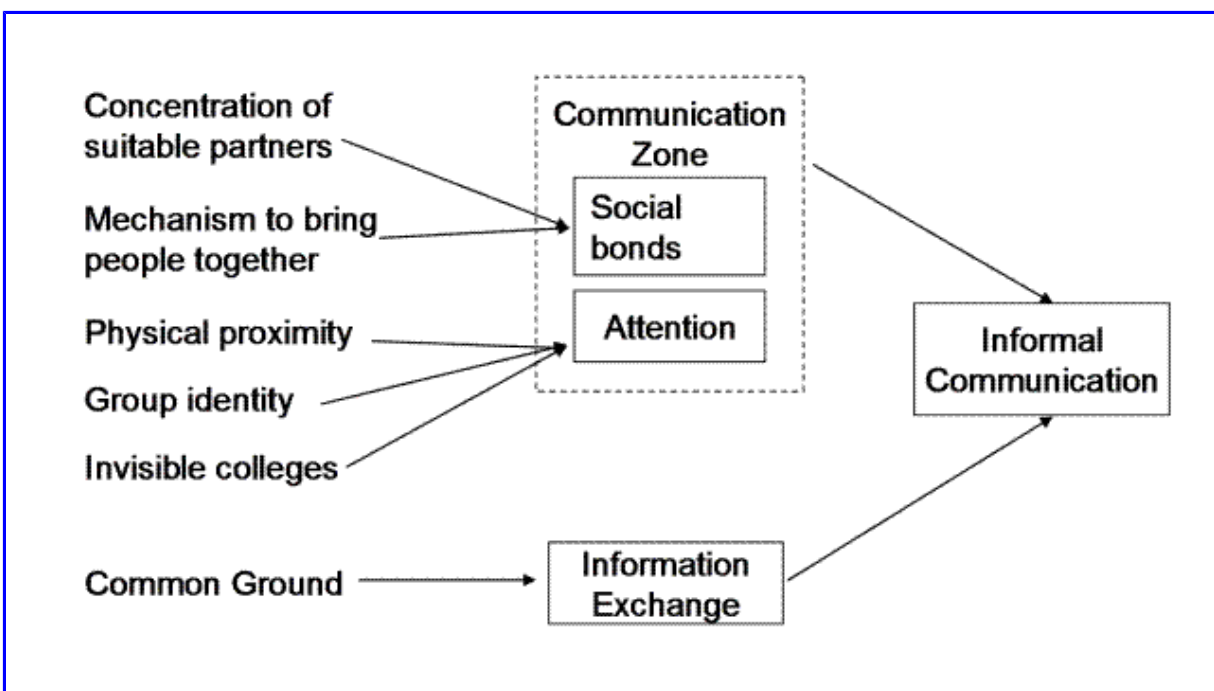 Concentration of
suitable partners
Mechanism to bring
people together
Physical proximity
Group identity
Invisible colleges
Common Ground
Communication
Zone
Social
bonds
Attention
Information
Exchange
Informal
Communication